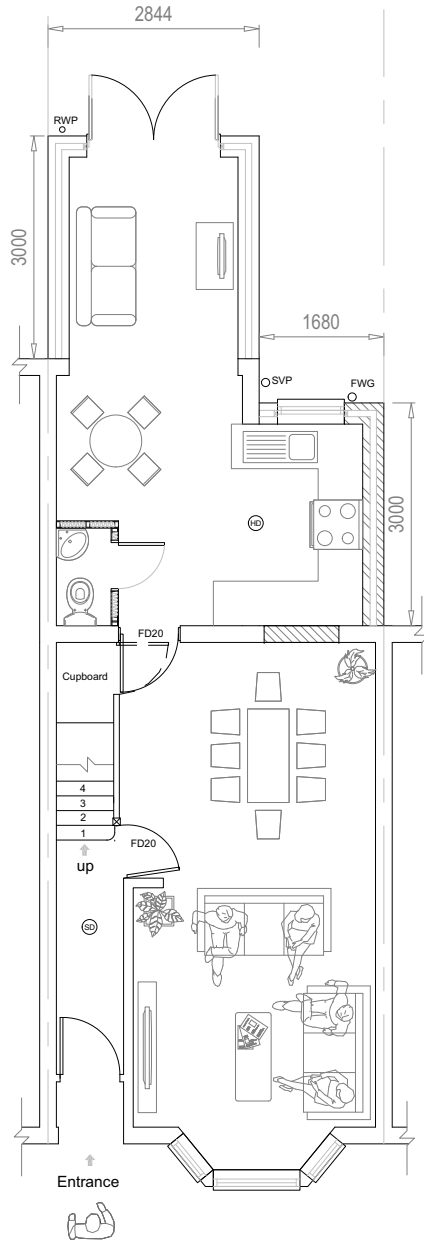 2844
RWP
3000
1680
SVP
FWG
HD
3000
FD20
Cupboard
4
3
2
1
FD20
up
SD
Entrance